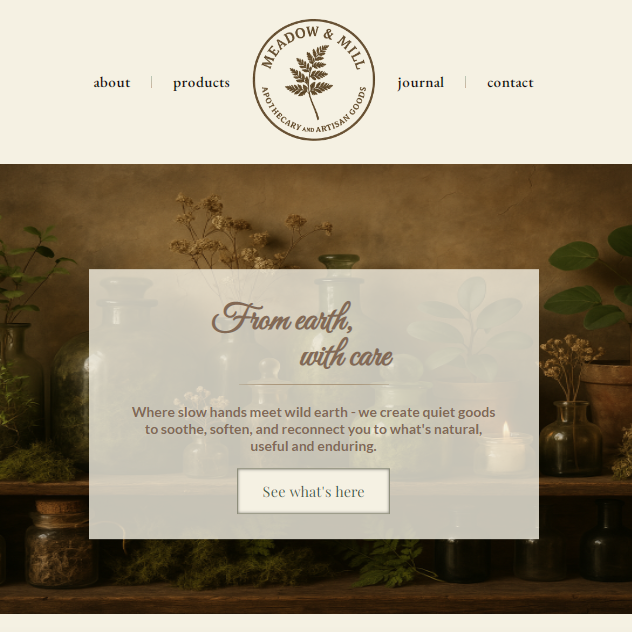 about
products
MEADOW & MILL
APOTHECARY AND ARTISAN GOODS
journal
contact
From earth,
with care
Where slow hands meet wild earth - we create quiet goods
to soothe, soften, and reconnect you to what's natural,
useful and enduring.
See what's here